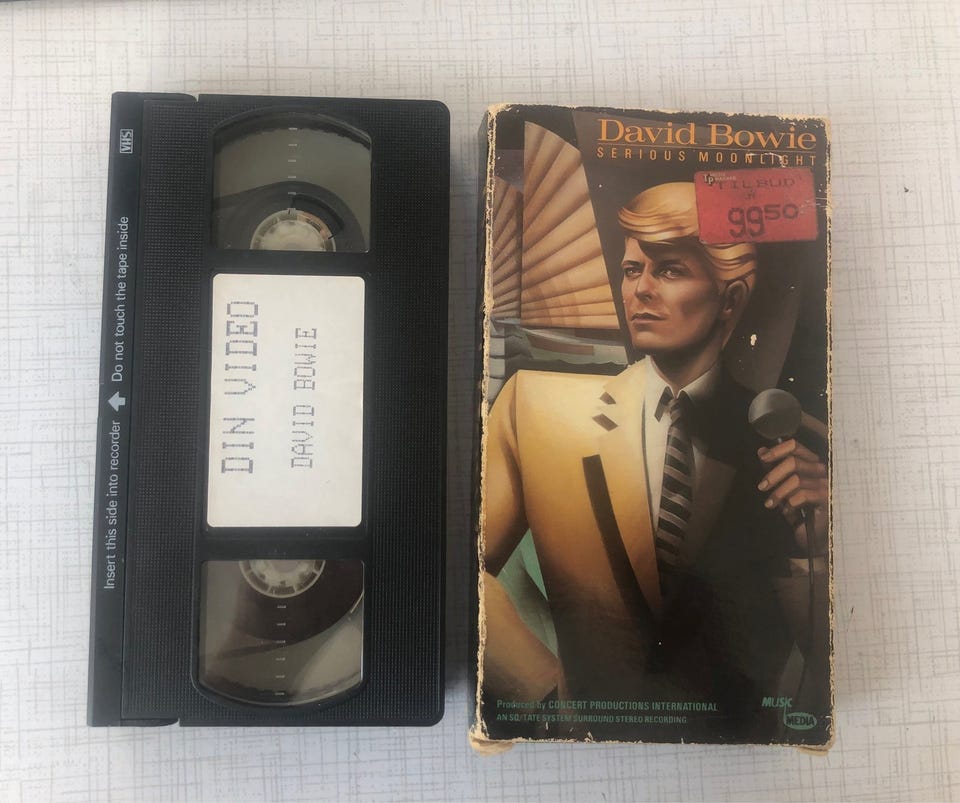 VHS
Insert this side into recorder Do not touch the tape inside
DIN VIDEO
DAVID BOWIE
David Bowie
SERIOUS MOONLIGHT
TILBUD
99 50
Produced by CONCERT PRODUCTIONS INTERNATIONAL
AN SQ/TATE SYSTEM SURROUND STEREO RECORDING
MUSIC
MEDIA